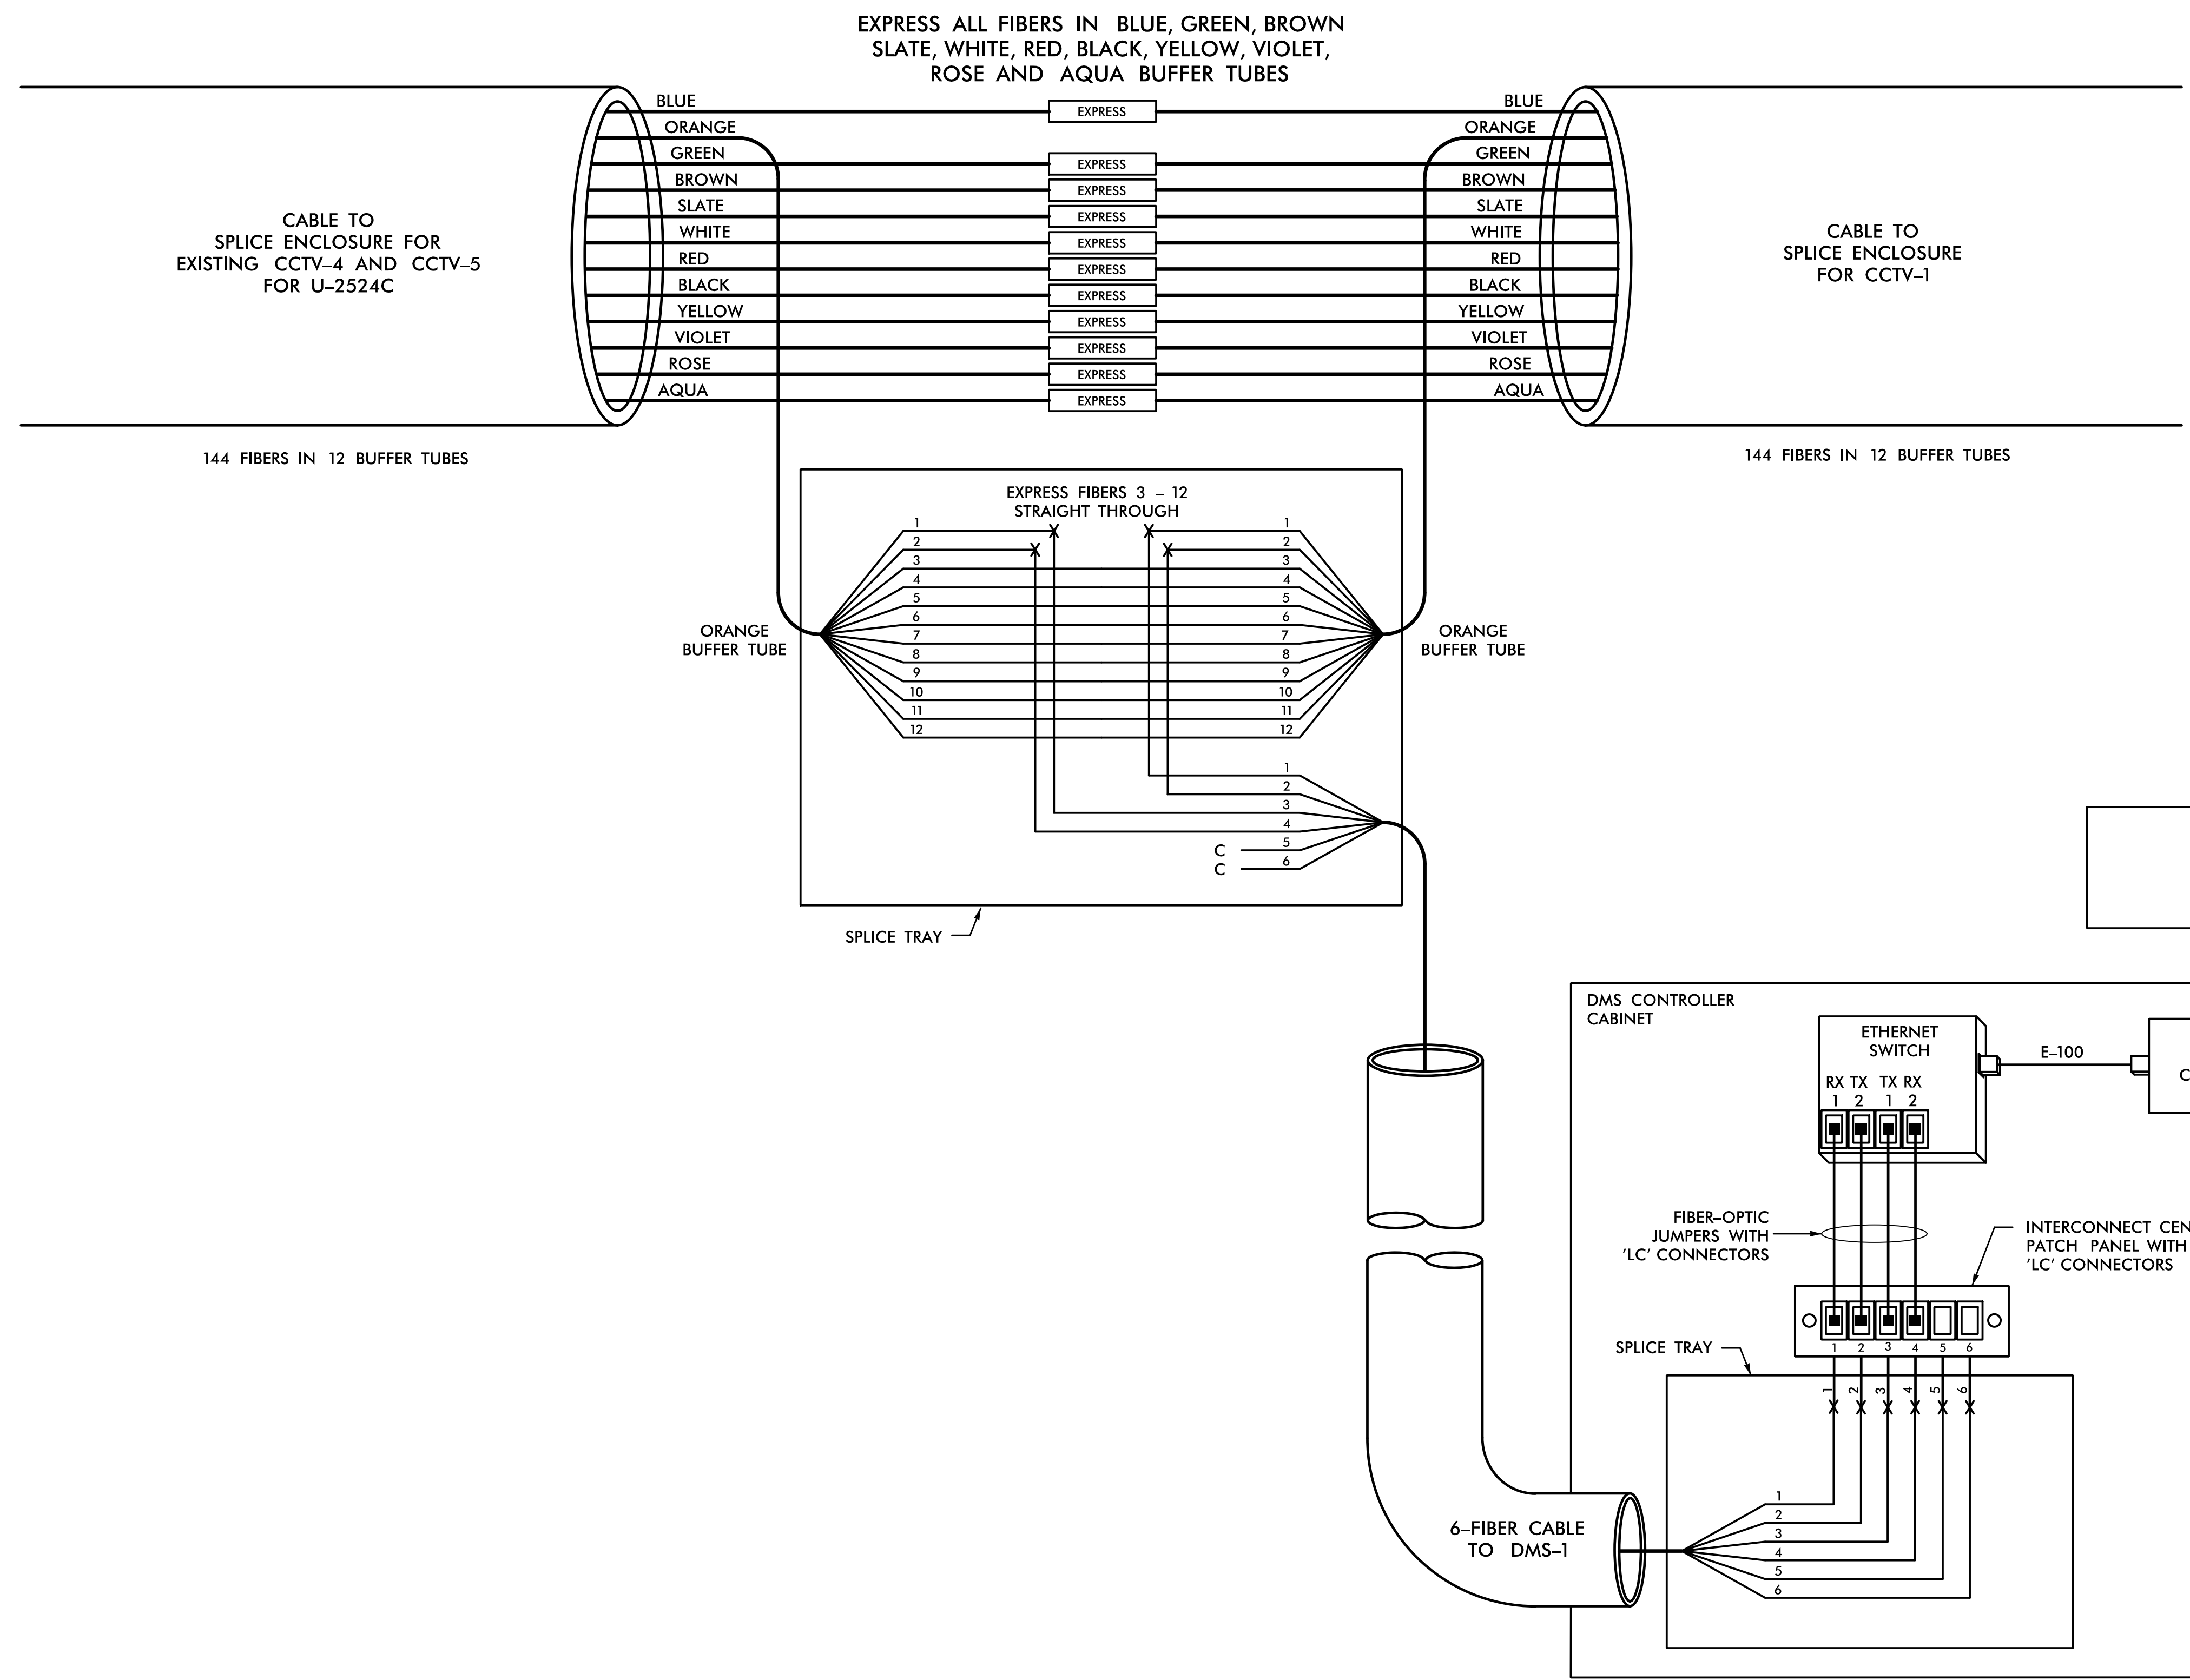 EXPRESS ALL FIBERS IN BLUE, GREEN, BROWN
SLATE, WHITE, RED, BLACK, YELLOW, VIOLET,
ROSE AND AQUA BUFFER TUBES
BLUE
EXPRESS
BLUE
ORANGE
ORANGE
GREEN
EXPRESS
GREEN
BROWN
EXPRESS
BROWN
SLATE
EXPRESS
SLATE
WHITE
EXPRESS
WHITE
RED
EXPRESS
RED
BLACK
EXPRESS
BLACK
YELLOW
EXPRESS
YELLOW
VIOLET
EXPRESS
VIOLET
ROSE
EXPRESS
ROSE
AQUA
EXPRESS
AQUA
CABLE TO
SPLICE ENCLOSURE FOR
EXISTING CCTV–4 AND CCTV–5
FOR U–2524C
CABLE TO
SPLICE ENCLOSURE
FOR CCTV–1
144 FIBERS IN 12 BUFFER TUBES
144 FIBERS IN 12 BUFFER TUBES
EXPRESS FIBERS 3 – 12
STRAIGHT THROUGH
1
1
2
2
3
3
4
4
5
5
6
6
7
7
8
8
9
9
10
10
11
11
12
12
ORANGE
BUFFER TUBE
ORANGE
BUFFER TUBE
1
2
3
4
C 5
C 6
SPLICE TRAY
DMS CONTROLLER
CABINET
ETHERNET
SWITCH
RX TX TX RX
1 2 1 2
E–100
C
FIBER–OPTIC
JUMPERS WITH
'LC' CONNECTORS
INTERCONNECT CEN
PATCH PANEL WITH
'LC' CONNECTORS
1 2 3 4 5 6
SPLICE TRAY
1 2 3 4 5 6
1
2
3
4
5
6
6–FIBER CABLE
TO DMS–1